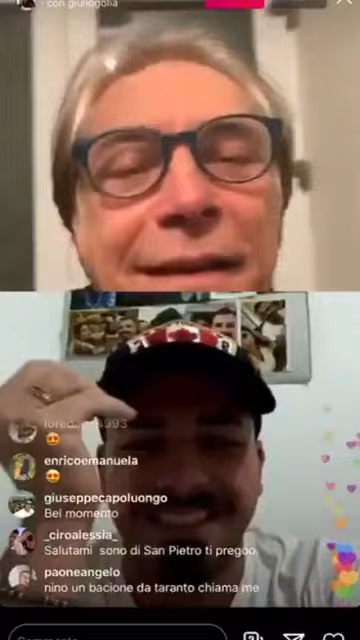 con giuliogolia
😍
enricoemanuela
😍
giuseppecapoluongo
Bel momento
_ciroalessia_
Salutami sono di San Pietro ti pregoo
paoneangelo
nino un bacione da taranto chiama me